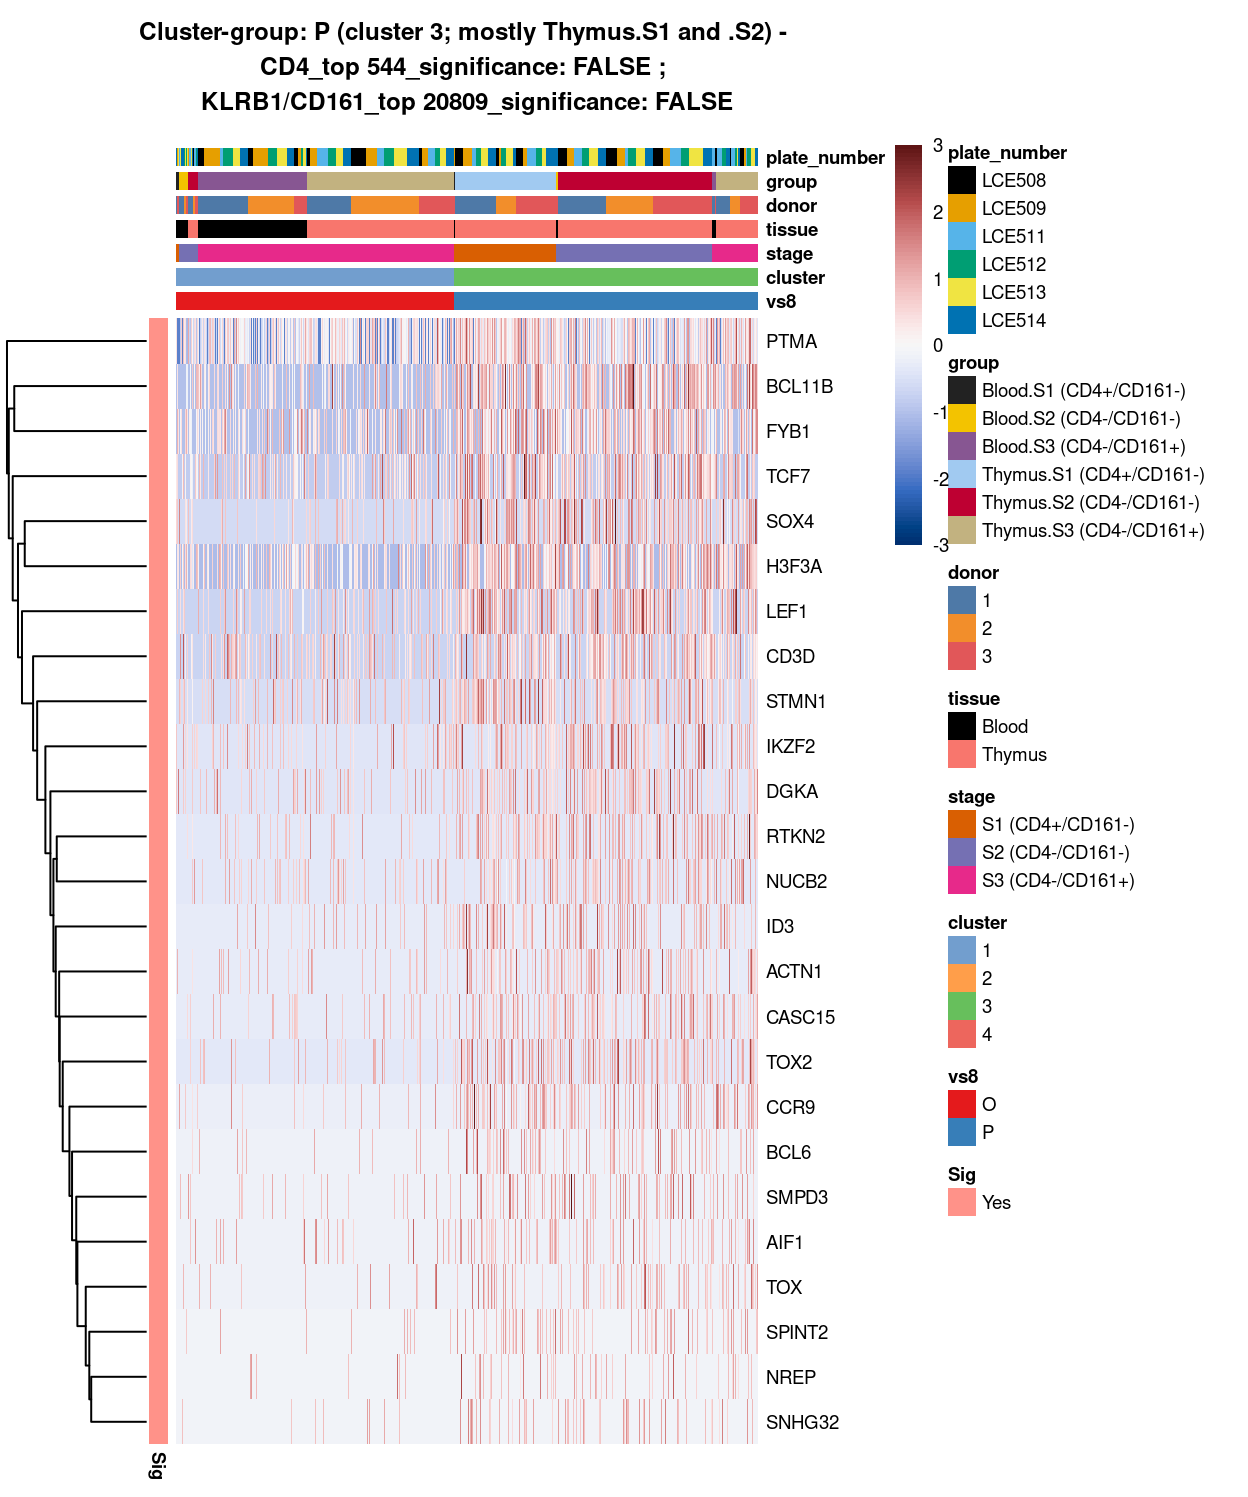 Cluster-group: P (cluster 3; mostly Thymus.S1 and .S2) -
CD4_top 544_significance: FALSE ;
KLRB1/CD161_top 20809_significance: FALSE
plate_number
group
donor
tissue
stage
cluster
vs8
PTMA
BCL11B
FYB1
TCF7
SOX4
H3F3A
LEF1
CD3D
STMN1
IKZF2
DGKA
RTKN2
NUCB2
ID3
ACTN1
CASC15
TOX2
CCR9
BCL6
SMPD3
AIF1
TOX
SPINT2
NREP
SNHG32
Sig
3
2
1
0
-1
-2
-3
plate_number
LCE508
LCE509
LCE511
LCE512
LCE513
LCE514
group
Blood.S1 (CD4+/CD161-)
Blood.S2 (CD4-/CD161-)
Blood.S3 (CD4-/CD161+)
Thymus.S1 (CD4+/CD161-)
Thymus.S2 (CD4-/CD161-)
Thymus.S3 (CD4-/CD161+)
donor
1
2
3
tissue
Blood
Thymus
stage
S1 (CD4+/CD161-)
S2 (CD4-/CD161-)
S3 (CD4-/CD161+)
cluster
1
2
3
4
vs8
O
P
Sig
Yes